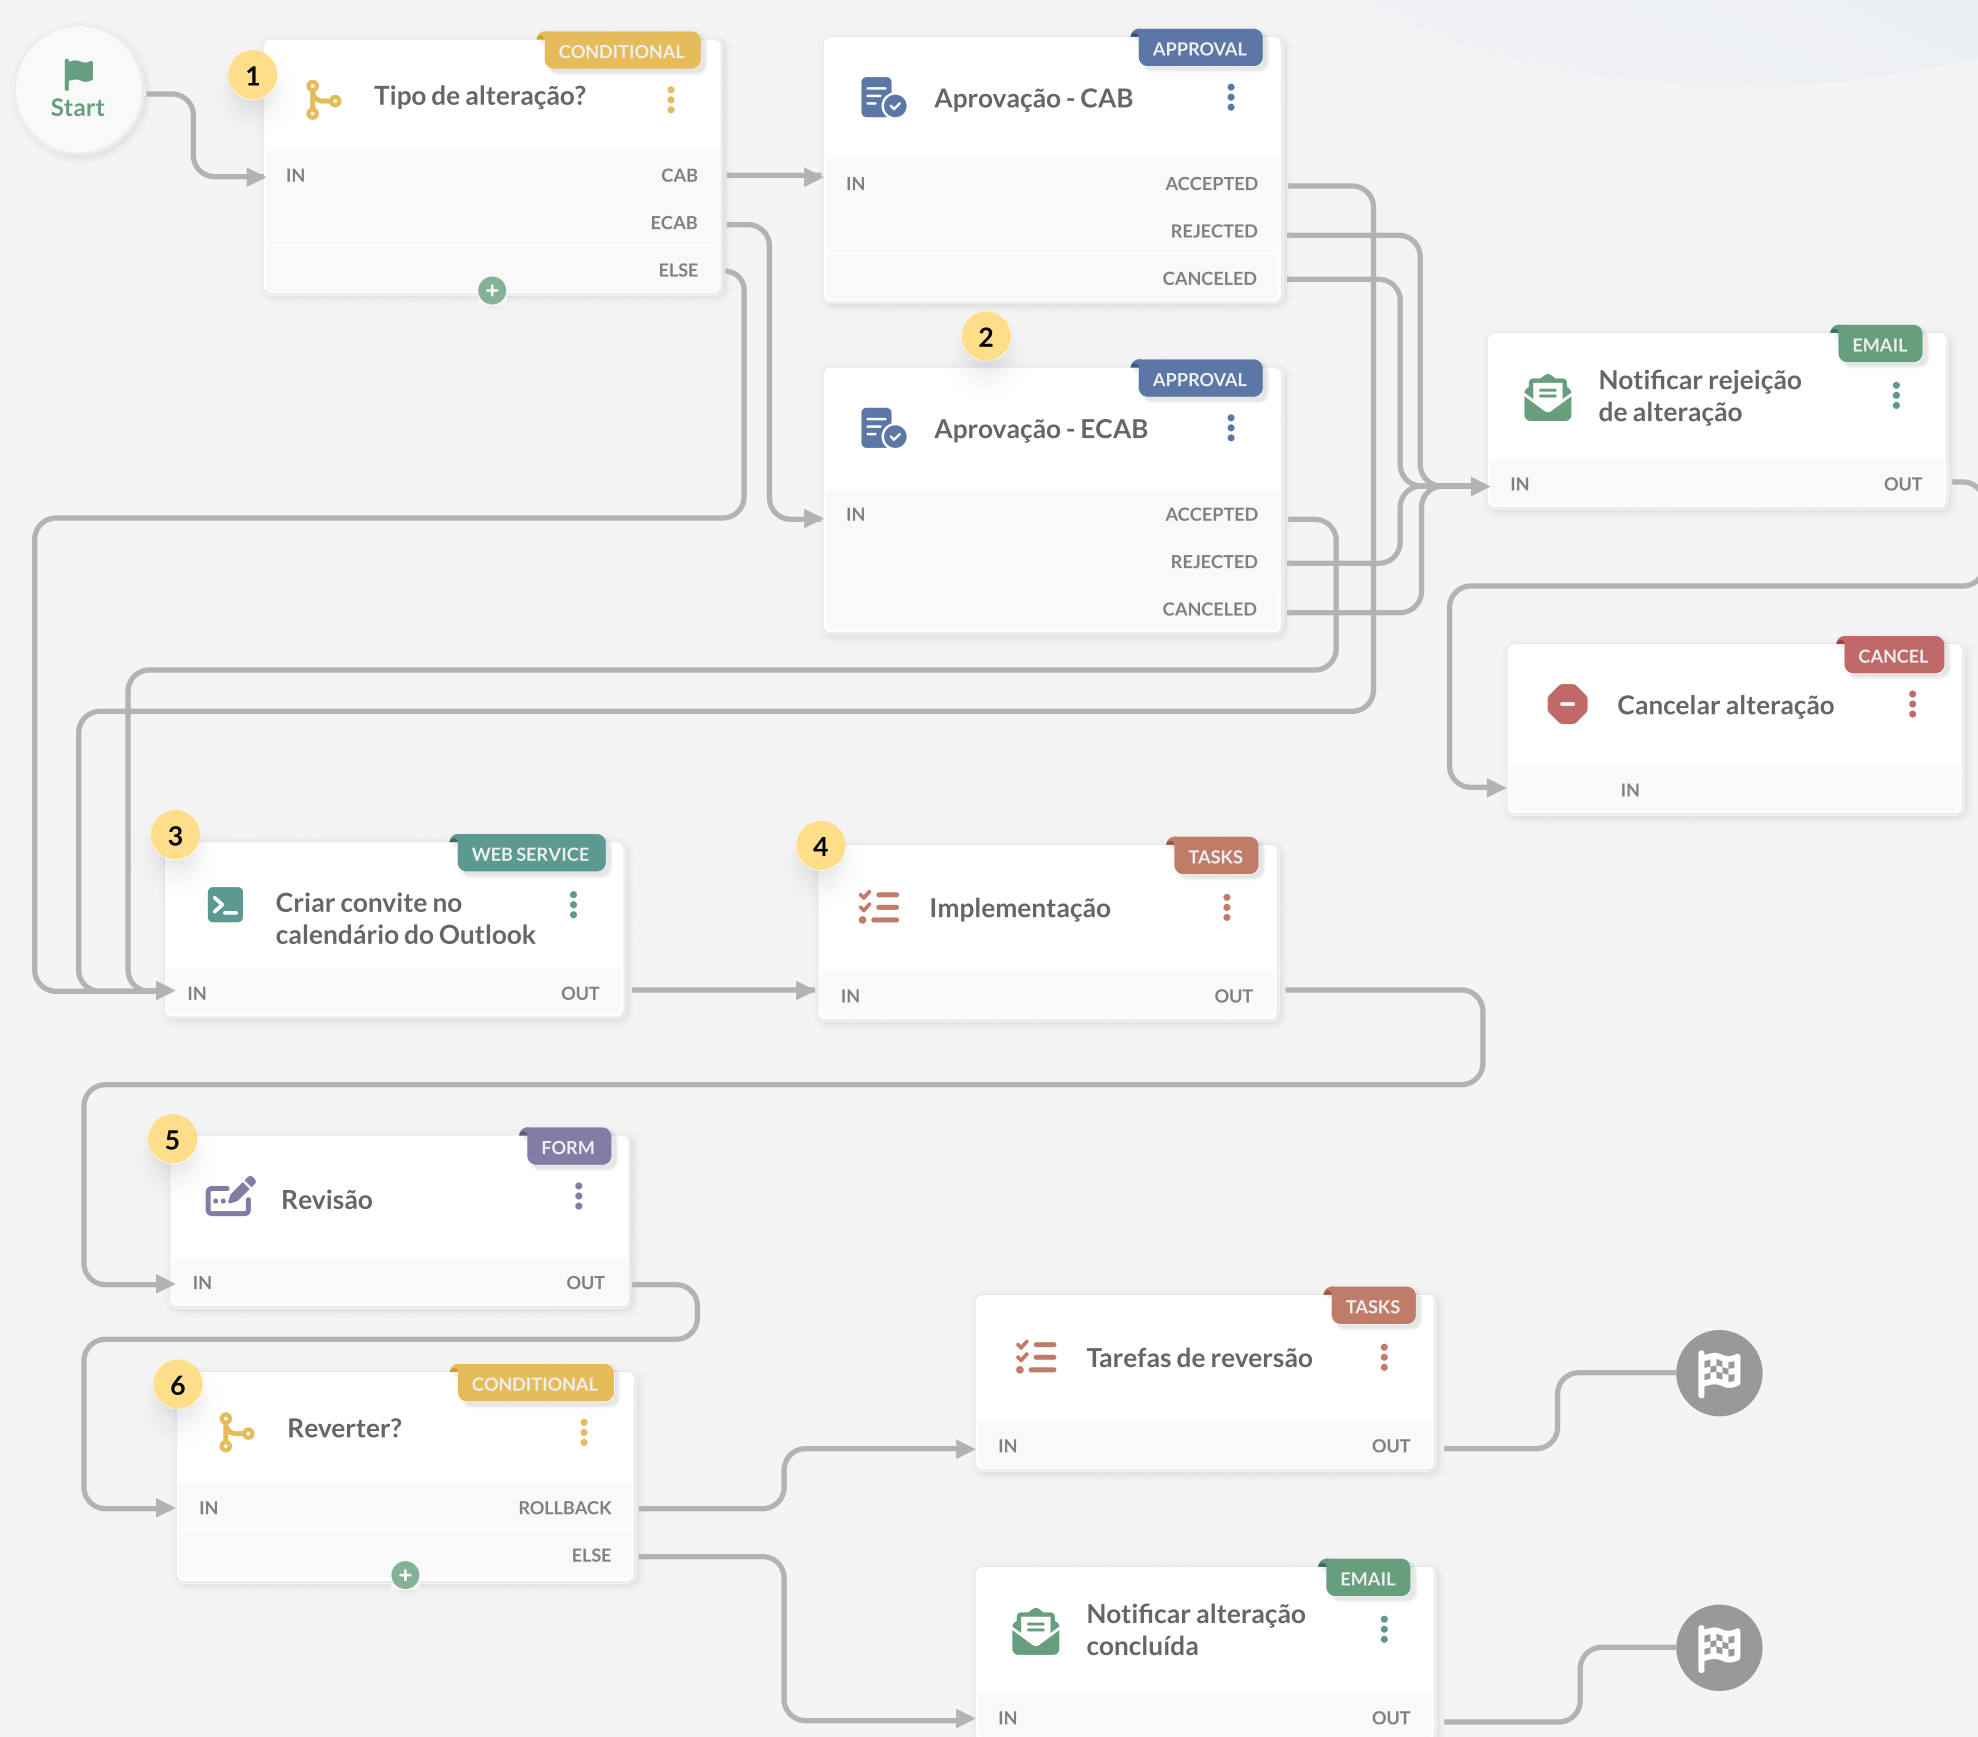 Start
1
CONDITIONAL
Tipo de alteração?
IN
CAB
ECAB
ELSE
APPROVAL
Aprovação - CAB
IN
ACCEPTED
REJECTED
CANCELED
2
APPROVAL
Aprovação - ECAB
IN
ACCEPTED
REJECTED
CANCELED
EMAIL
Notificar rejeição
de alteração
IN
OUT
CANCEL
Cancelar alteração
IN
3
WEB SERVICE
Criar convite no
calendário do Outlook
IN
OUT
4
TASKS
Implementação
IN
OUT
5
FORM
Revisão
IN
OUT
6
CONDITIONAL
Reverter?
IN
ROLLBACK
ELSE
TASKS
Tarefas de reversão
IN
OUT
EMAIL
Notificar alteração
concluída
IN
OUT